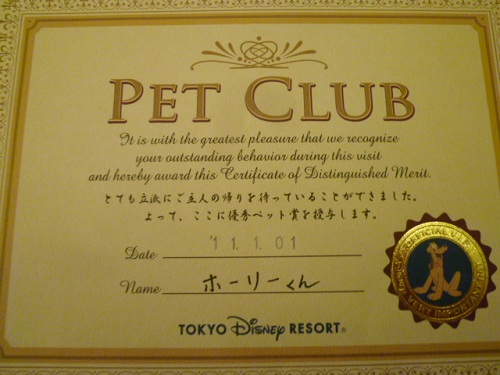 PET CLUB
It is with the greatest pleasure that we recognize
your outstanding behavior during this visit
and hereby award this Certificate of Distinguished Merit.
とても立派にご主人の帰りを待っていることができました。
よって、ここに優秀ペット賞を授与します。
Date '11.1.01
Name ホーリーくん
TOKYO Disney RESORT®
OFFICIAL V.I.P.
VERY IMPORTANT